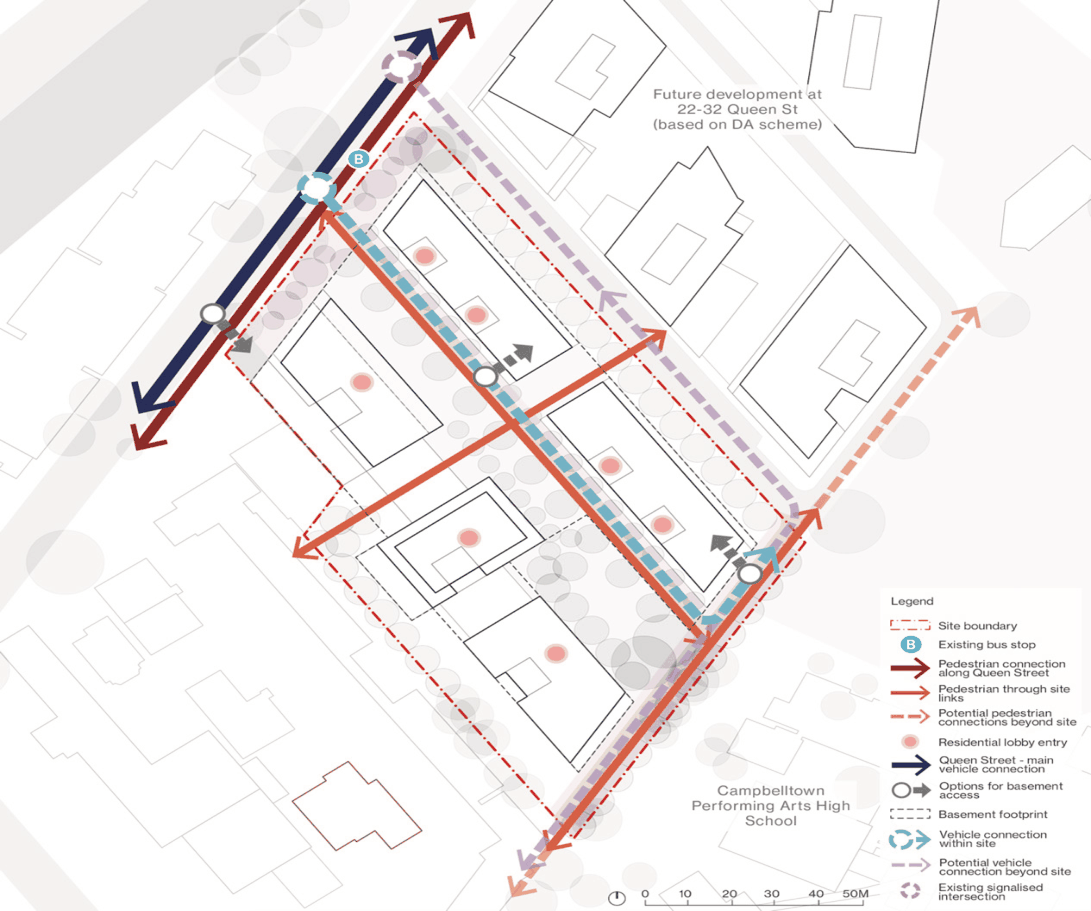 Future development at
22-32 Queen St
(based on DA scheme)
B
Campbelltown
Performing Arts High
School
Legend
Site boundary
B
Existing bus stop
Pedestrian connection
along Queen Street
Pedestrian through site
links
Potential pedestrian
connections beyond site
Residential lobby entry
Queen Street - main
vehicle connection
Options for basement
access
Basement footprint
Vehicle connection
within site
Potential vehicle
connection beyond site
Existing signalised
intersection
0 10 20 30 40 50M